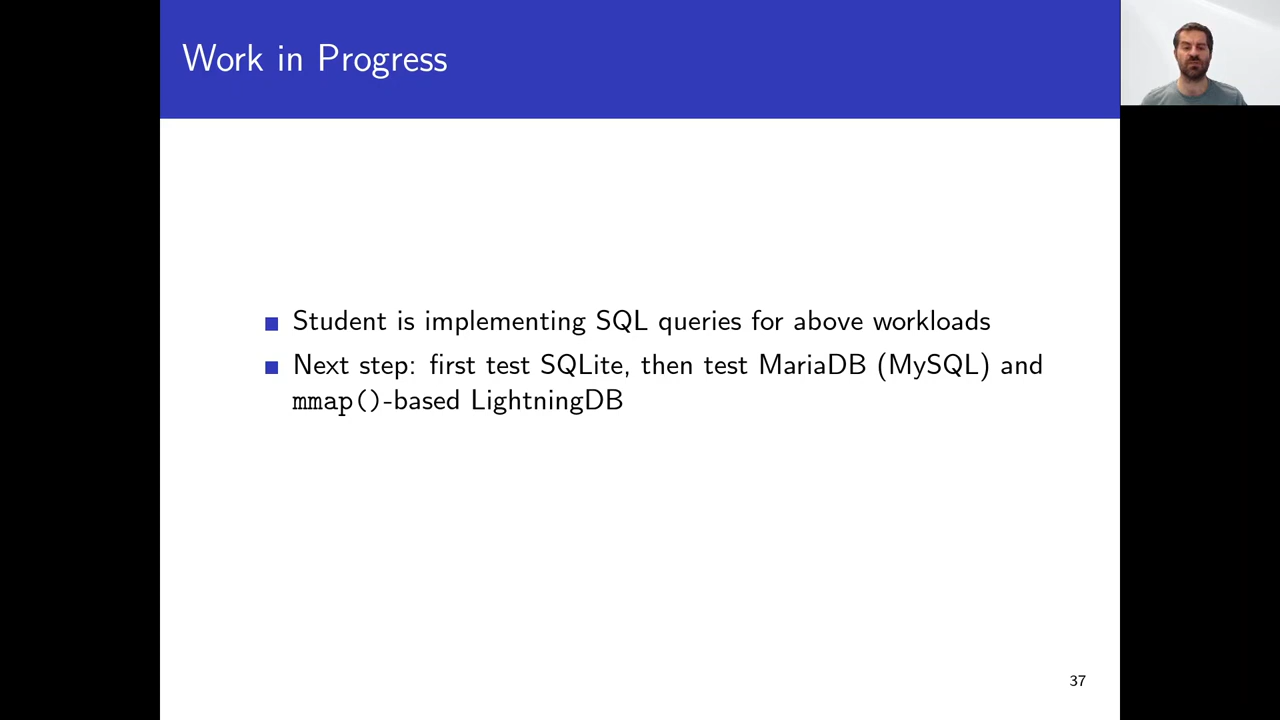 Work in Progress
Student is implementing SQL queries for above workloads
Next step: first test SQLite, then test MariaDB (MySQL) and
mmap()-based LightningDB
37